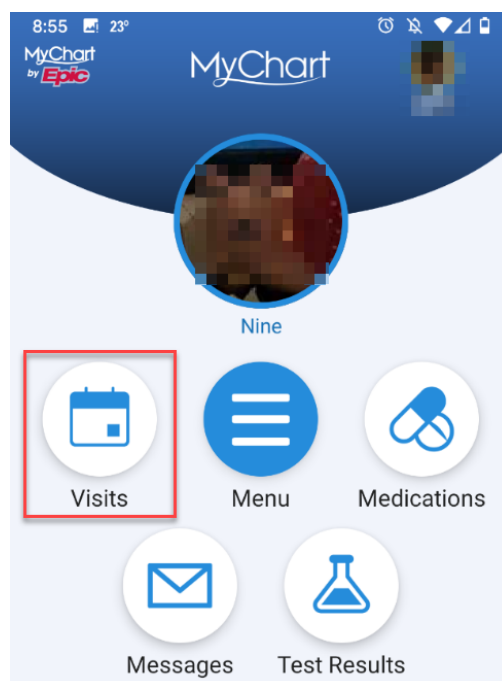 8:55 23°
MyChart
by Epic
MyChart
Nine
Visits Menu Medications
Messages Test Results